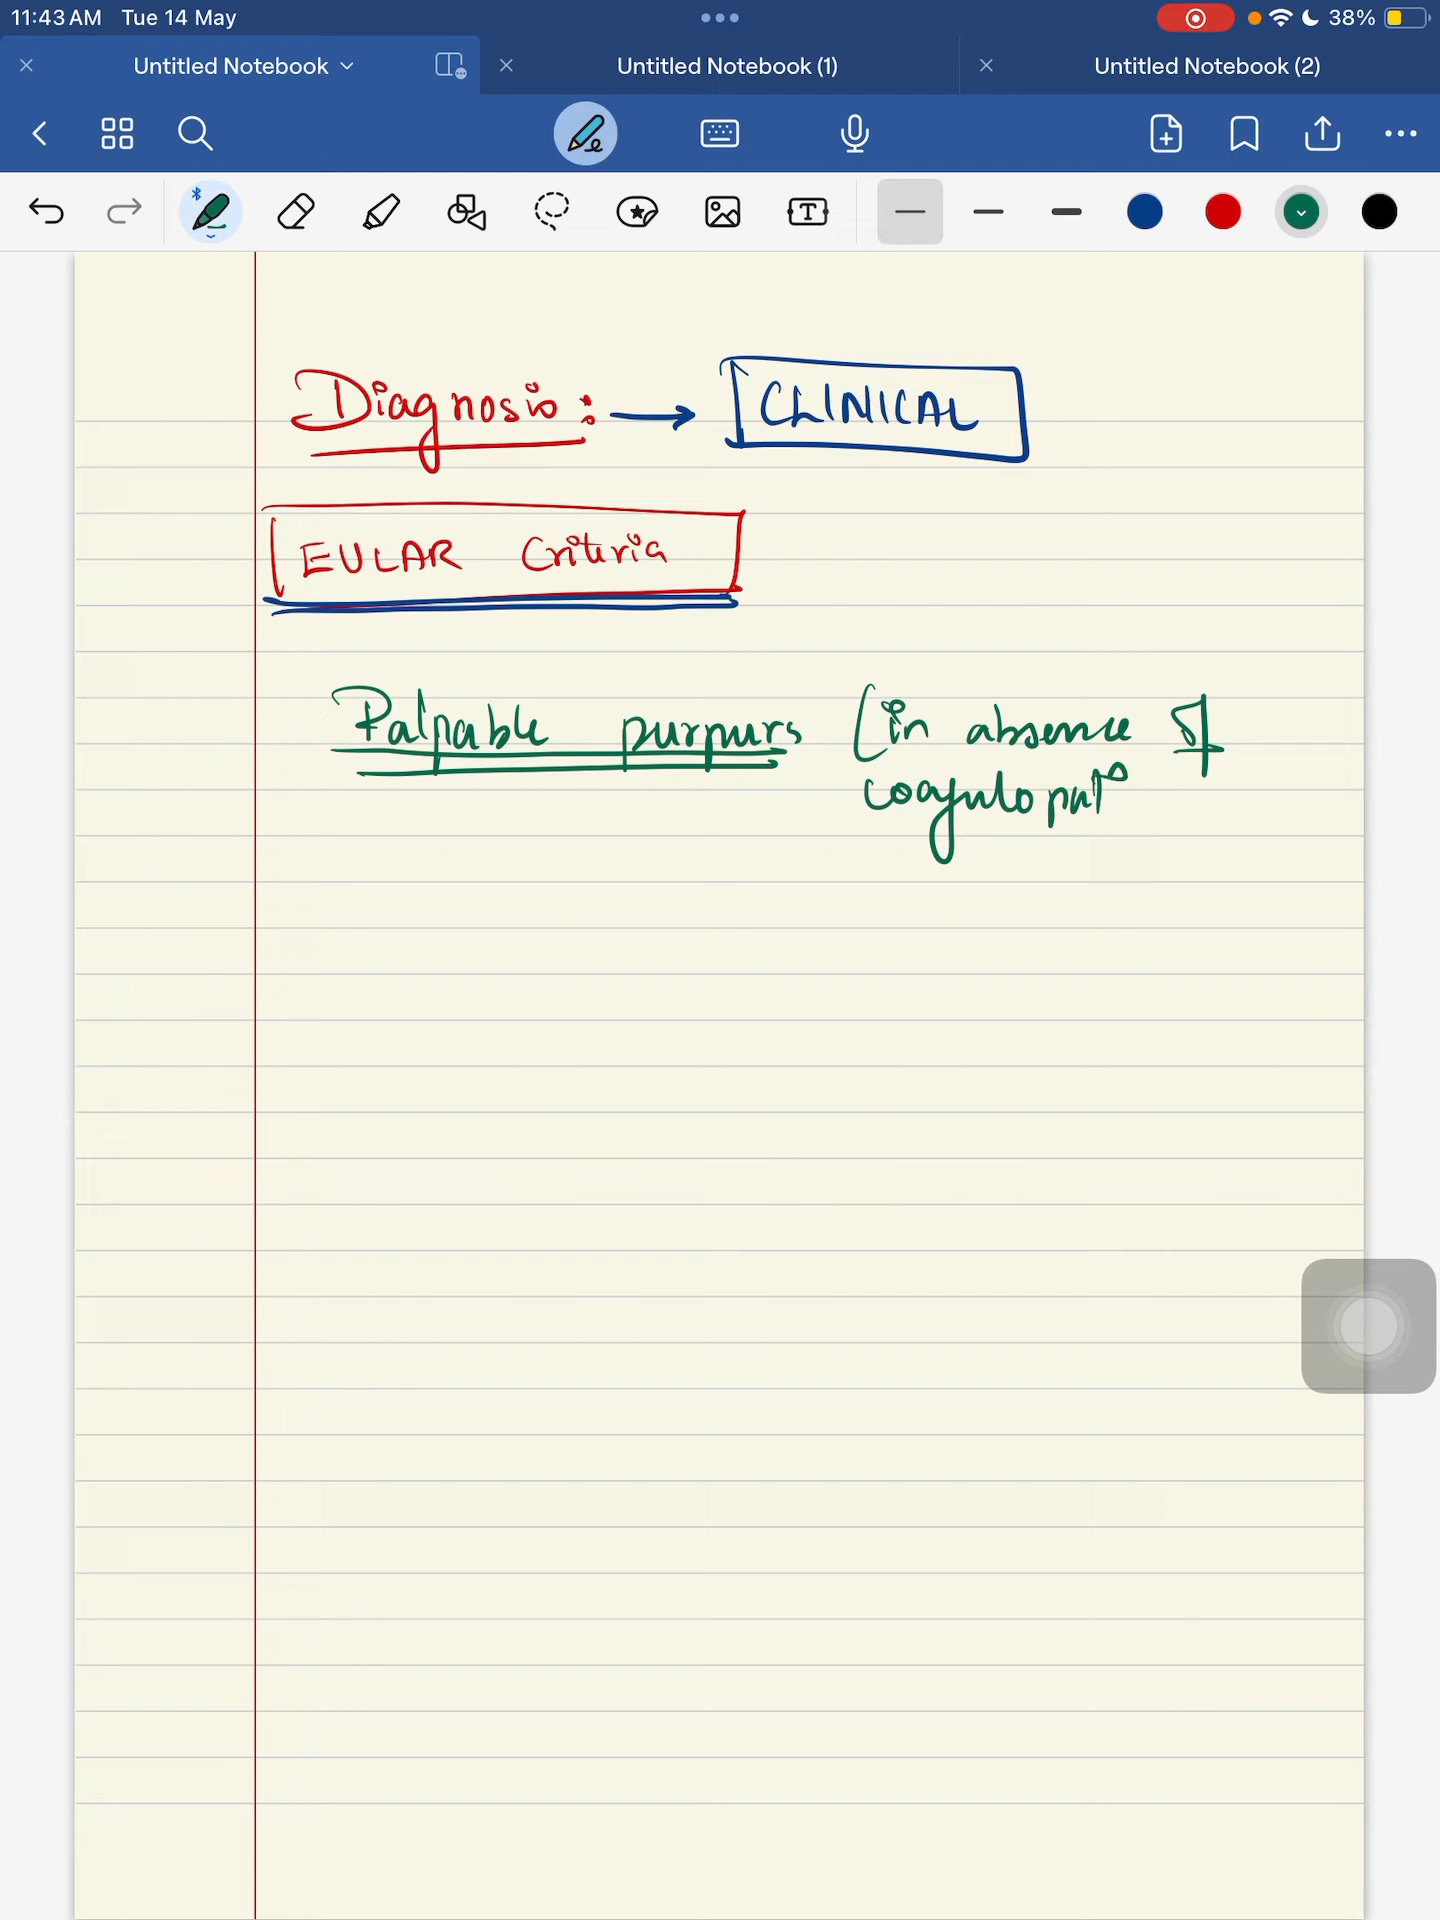 11:43 AM Tue 14 May 38%
Untitled Notebook Untitled Notebook (1) Untitled Notebook (2)
Diagnosis: → CLINICAL
EULAR Criteria
Palpable purpura (in absence of